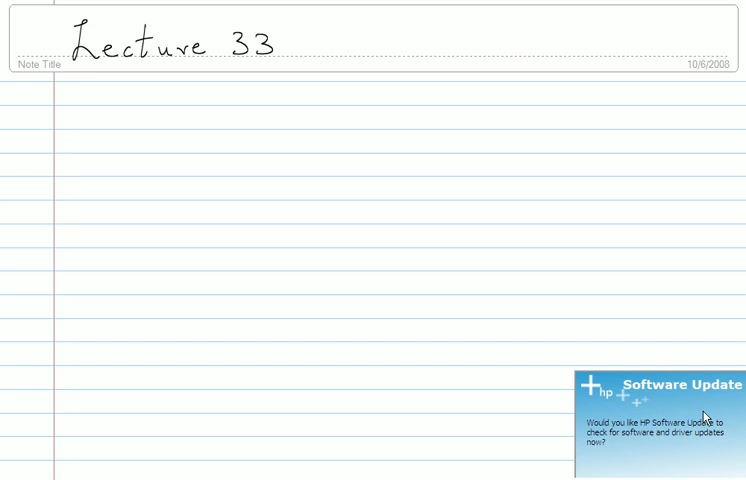 Lecture 33
Note Title
10/6/2008
hp
Software Update
Would you like HP Software Update to
check for software and driver updates
now?